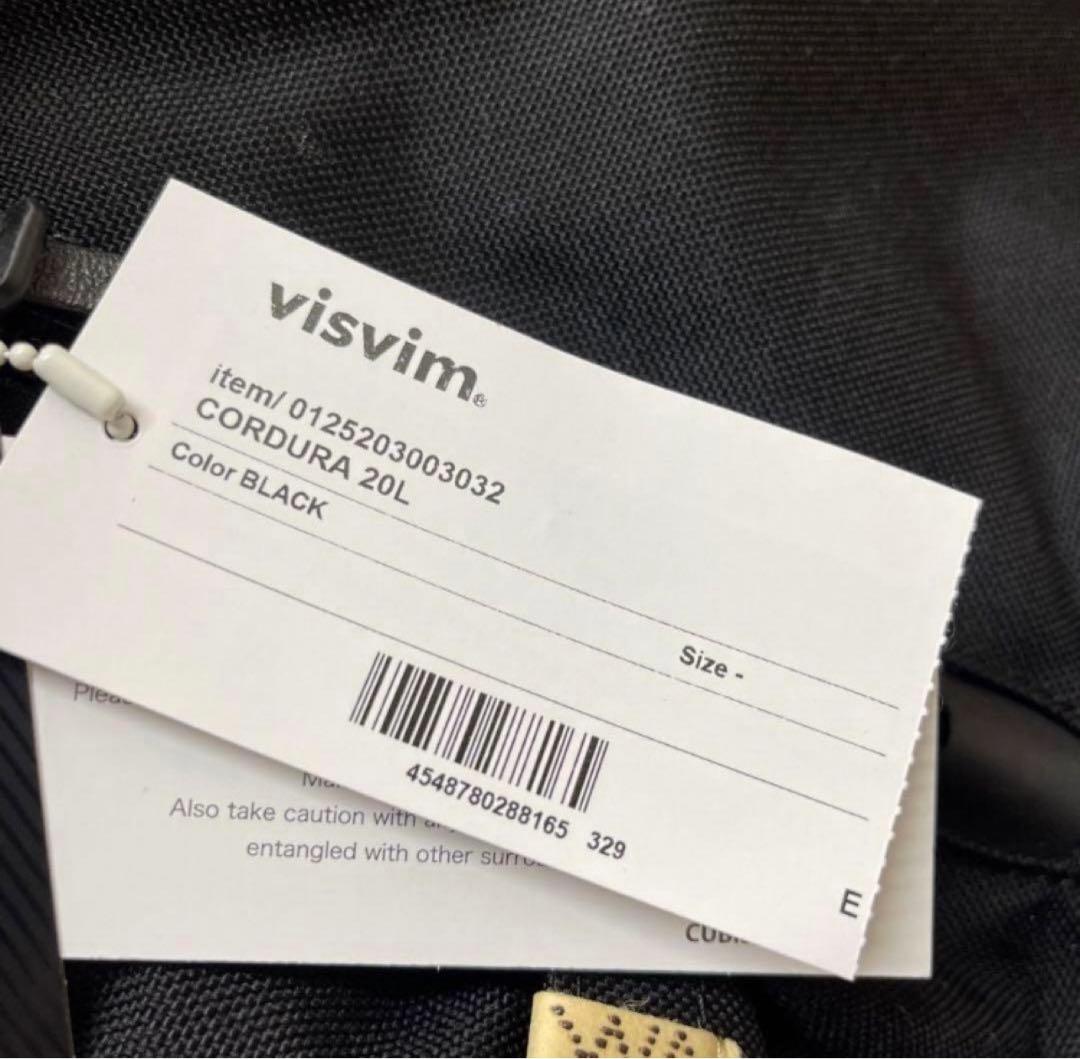 visvim®
item/ 0125203003032
CORDURA 20L
Color BLACK
Size -
4548780288165 329
E
Also take caution with
entangled with other